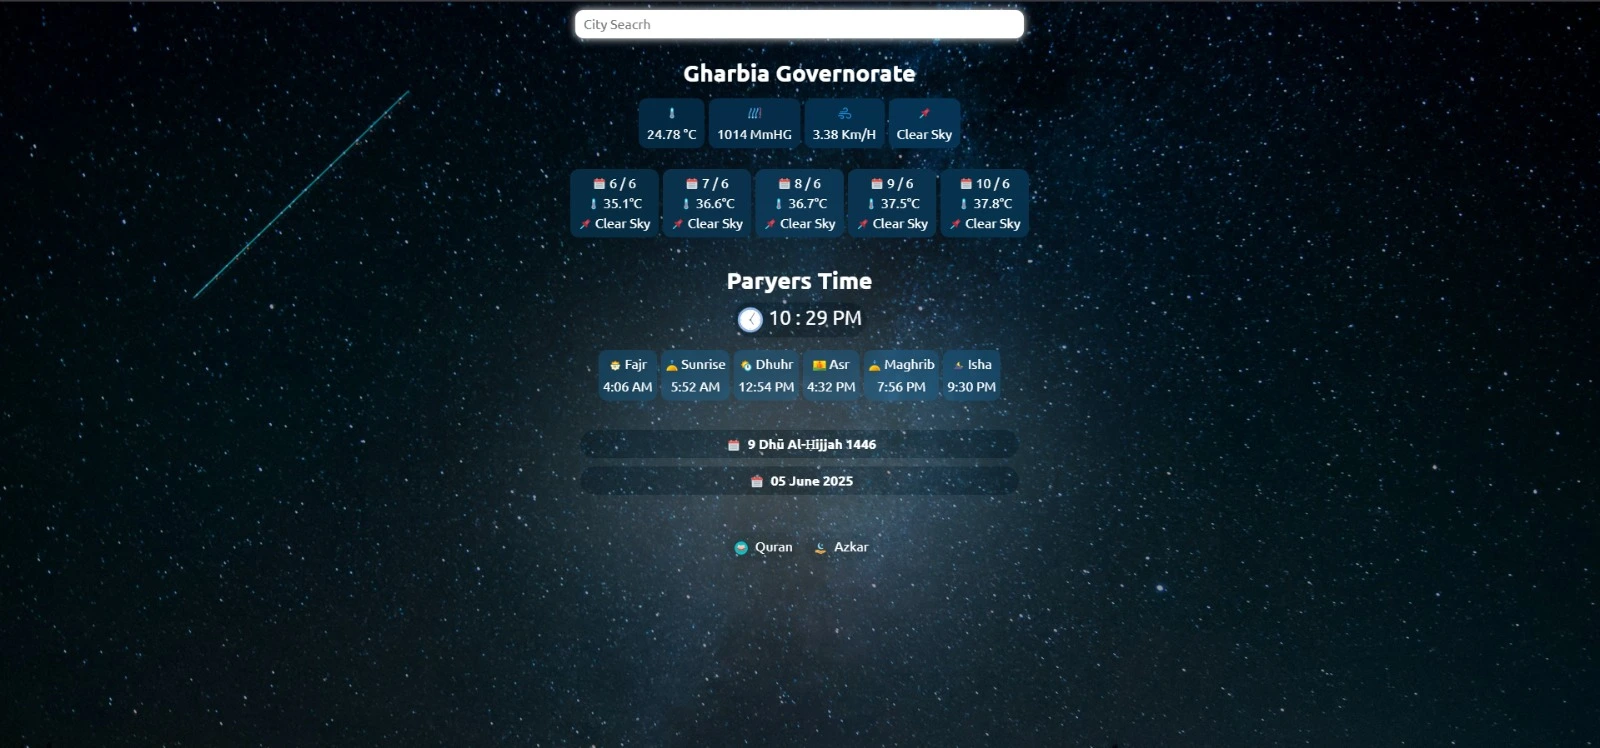 City Seacrh
Gharbia Governorate
24.78 °C 1014 MmHG 3.38 Km/H Clear Sky
6 / 6 7 / 6 8 / 6 9 / 6 10 / 6
35.1°C 36.6°C 36.7°C 37.5°C 37.8°C
Clear Sky Clear Sky Clear Sky Clear Sky Clear Sky
Paryers Time
10 : 29 PM
Fajr Sunrise Dhuhr Asr Maghrib Isha
4:06 AM 5:52 AM 12:54 PM 4:32 PM 7:56 PM 9:30 PM
9 Dhū Al-Ḥijjah 1446
05 June 2025
Quran Azkar